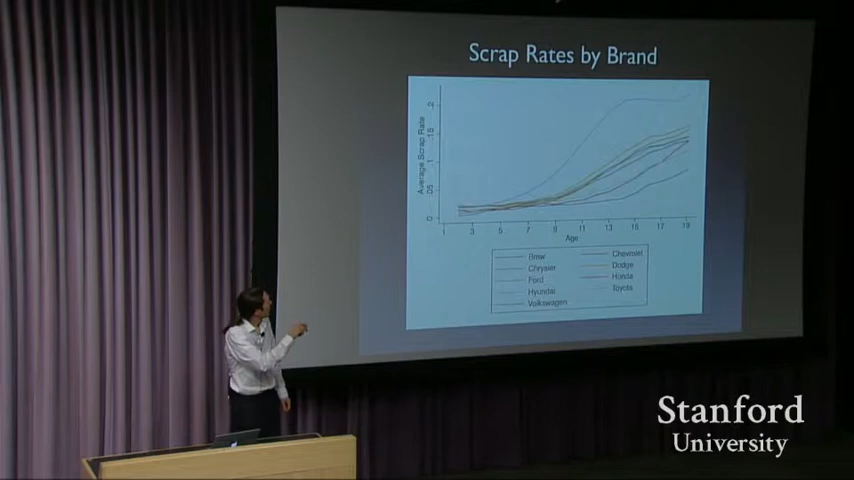 Scrap Rates by Brand
Average Scrap Rate
.2
.15
.1
.05
0
1 3 5 7 9 11 13 15 17 19
Age
Bmw
Chrysler
Ford
Hyundai
Volkswagen
Chevrolet
Dodge
Honda
Toyota
Stanford
University